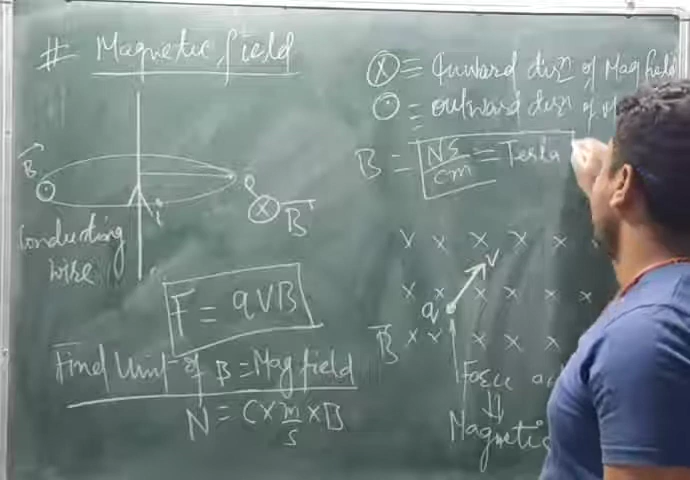 # Magnetic field
B
i
B
Conducting
wire
F = qVB
Find Unit of B = Mag field
N = C × m/s × B
⊗ = Inward dirⁿ of Mag field
⊙ = outward dirⁿ of
B = NS/Cm = Tesla
x x x x x
V
x x x x x x
q
B x x x x x
Force
⇓
Magnetic